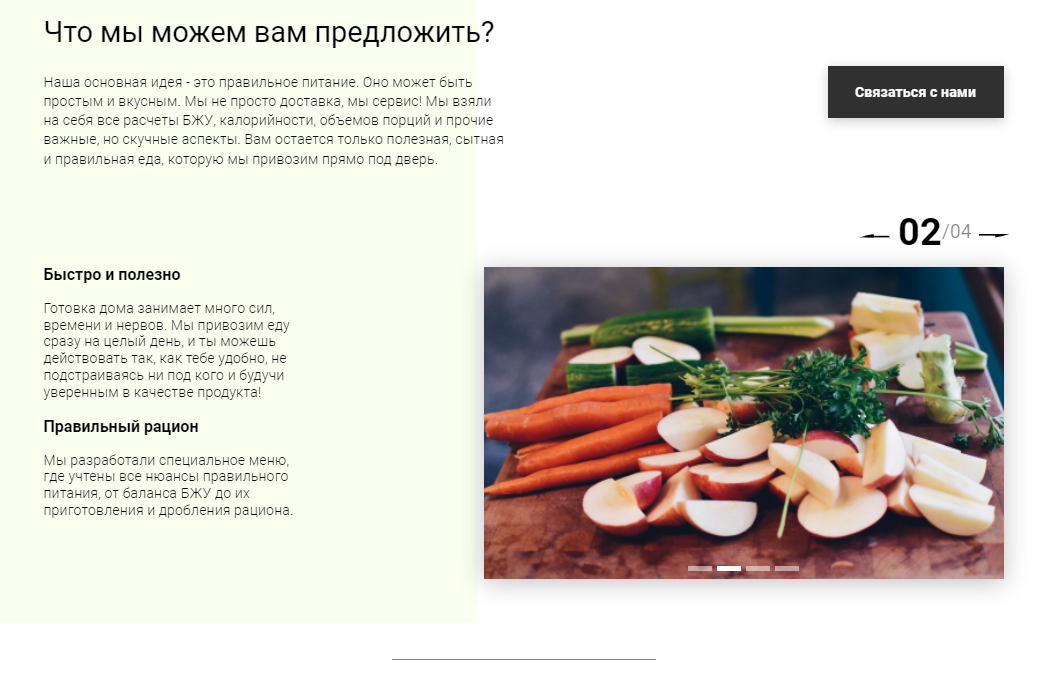 Что мы можем вам предложить?
Наша основная идея - это правильное питание. Оно может быть
простым и вкусным. Мы не просто доставка, мы сервис! Мы взяли
на себя все расчеты БЖУ, калорийности, объемов порций и прочие
важные, но скучные аспекты. Вам остается только полезная, сытная
и правильная еда, которую мы привозим прямо под дверь.
Связаться с нами
02/04
Быстро и полезно
Готовка дома занимает много сил,
времени и нервов. Мы привозим еду
сразу на целый день, и ты можешь
действовать так, как тебе удобно, не
подстраиваясь ни под кого и будучи
уверенным в качестве продукта!
Правильный рацион
Мы разработали специальное меню,
где учтены все нюансы правильного
питания, от баланса БЖУ до их
приготовления и дробления рациона.